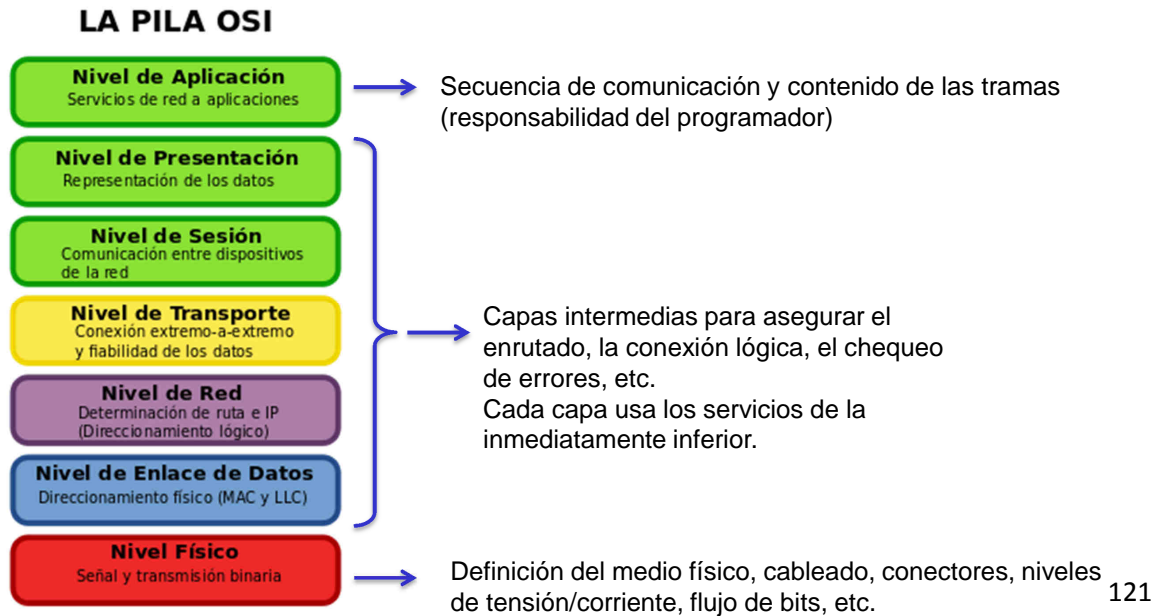 LA PILA OSI
Nivel de Aplicación
Servicios de red a aplicaciones
Secuencia de comunicación y contenido de las tramas
(responsabilidad del programador)
Nivel de Presentación
Representación de los datos
Nivel de Sesión
Comunicación entre dispositivos
de la red
Nivel de Transporte
Conexión extremo-a-extremo
y fiabilidad de los datos
Nivel de Red
Determinación de ruta e IP
(Direccionamiento lógico)
Nivel de Enlace de Datos
Direccionamiento físico (MAC y LLC)
Capas intermedias para asegurar el
enrutado, la conexión lógica, el chequeo
de errores, etc.
Cada capa usa los servicios de la
inmediatamente inferior.
Nivel Físico
Señal y transmisión binaria
Definición del medio físico, cableado, conectores, niveles
de tensión/corriente, flujo de bits, etc.
121